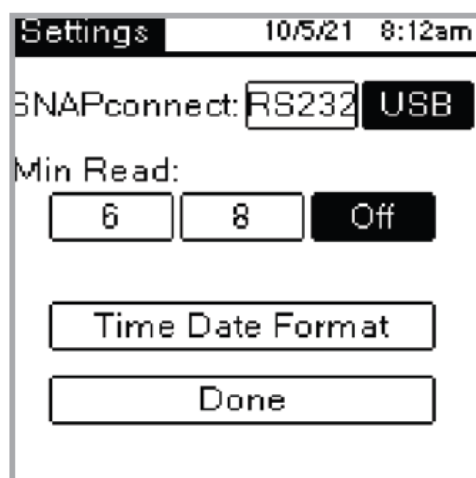 Settings 10/5/21 8:12am
SNAPconnect: RS232 USB
Min Read:
6 8 Off
Time Date Format
Done